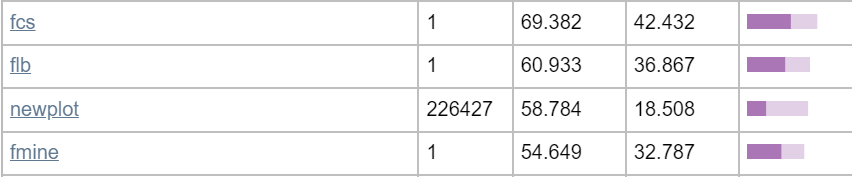 fcs 1 69.382 42.432
flb 1 60.933 36.867
newplot 226427 58.784 18.508
fmine 1 54.649 32.787